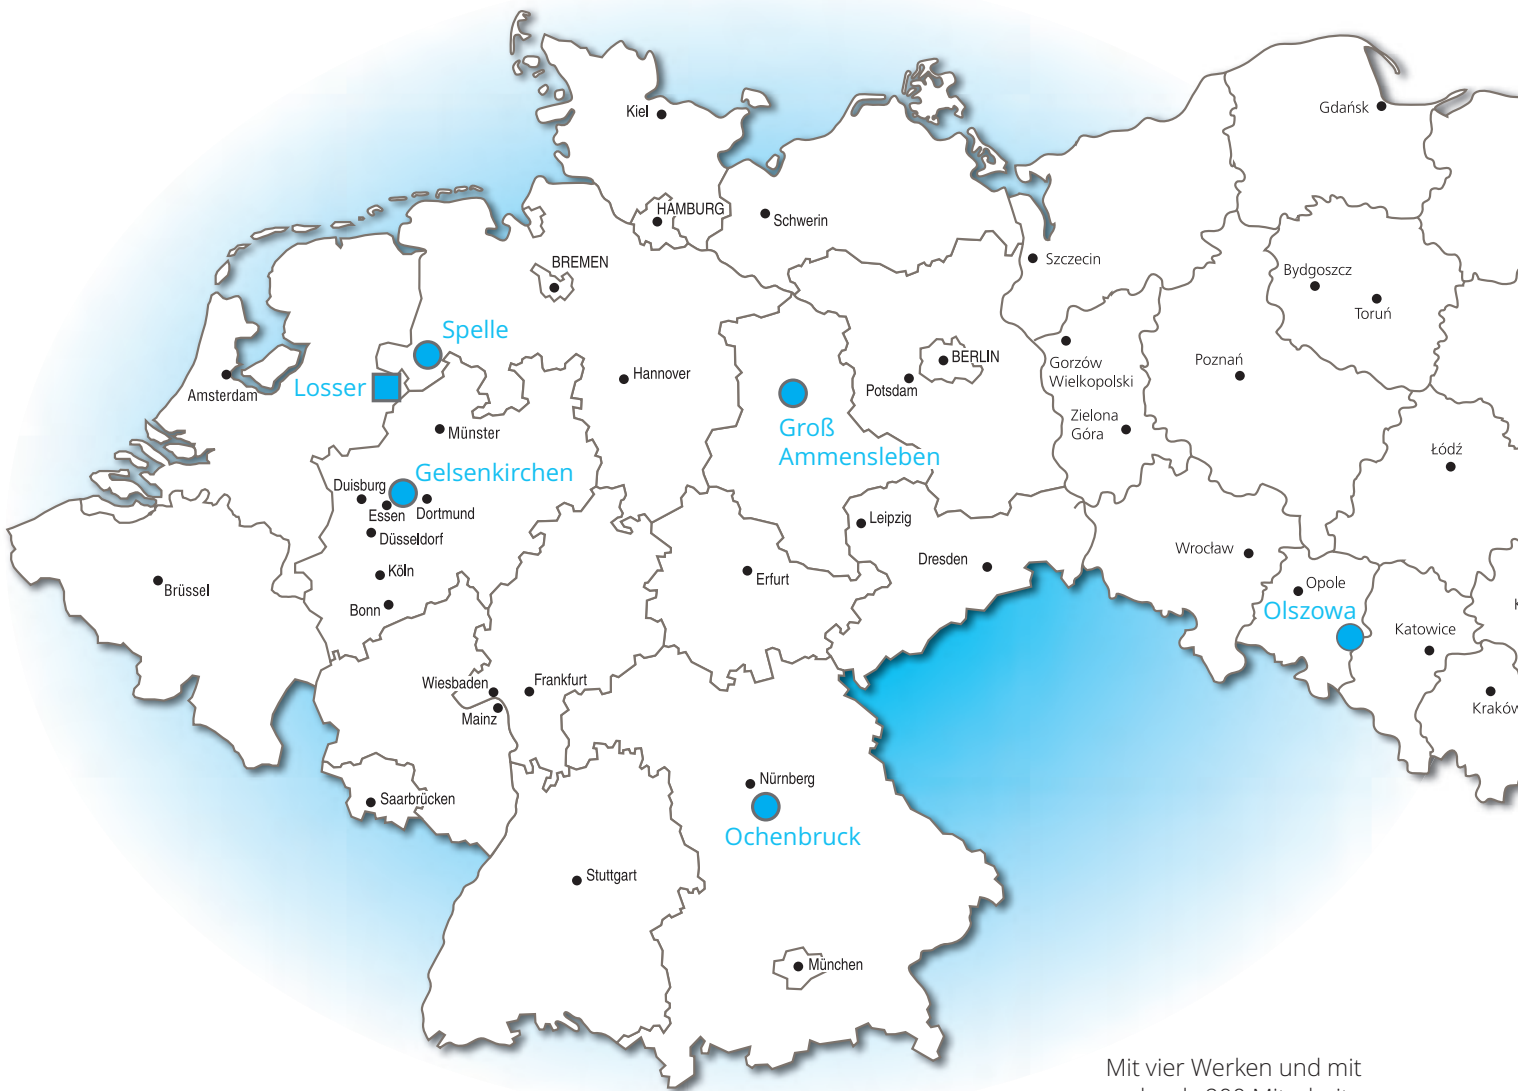 Kiel
Gdańsk
HAMBURG
Schwerin
BREMEN
Szczecin
Bydgoszcz
Toruń
Spelle
Losser
Amsterdam
Hannover
BERLIN
Potsdam
Gorzów
Wielkopolski
Poznań
Zielona
Góra
Münster
Groß
Ammensleben
Łódź
Gelsenkirchen
Duisburg
Essen
Dortmund
Düsseldorf
Leipzig
Dresden
Wrocław
Köln
Brüssel
Bonn
Erfurt
Opole
Olszowa
Katowice
Wiesbaden
Frankfurt
Mainz
Kraków
Nürnberg
Saarbrücken
Ochenbruck
Stuttgart
München
Mit vier Werken und mit